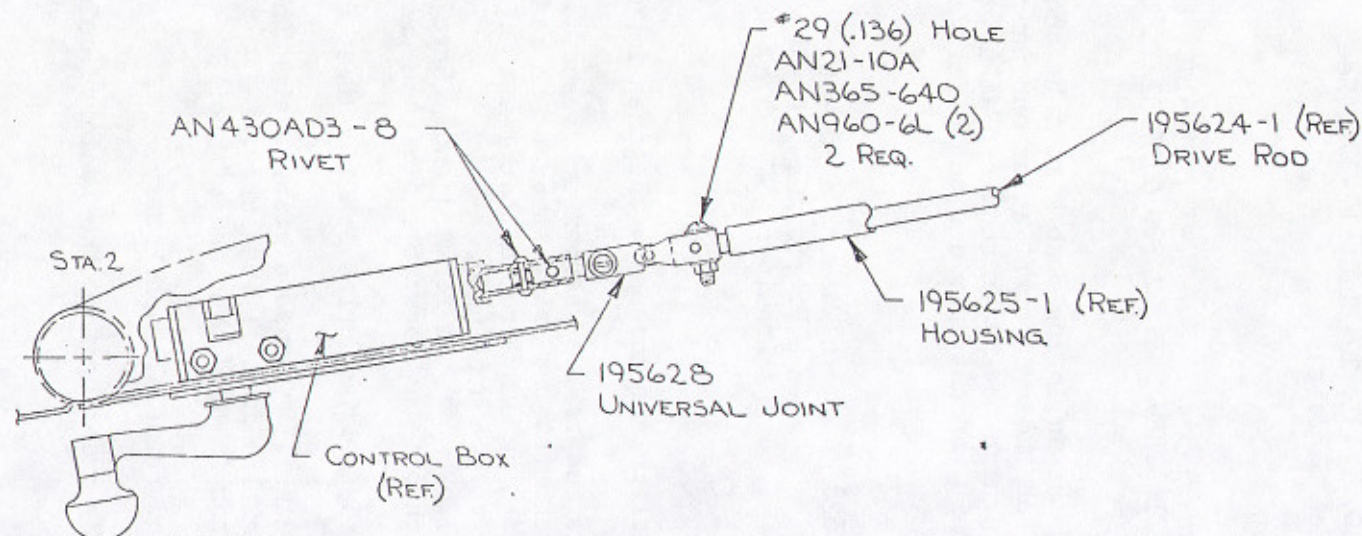 #29 (.136) HOLE
AN21-10A
AN365-640
AN960-6L (2)
2 REQ.
AN430AD3-8
RIVET
195624-1 (REF)
DRIVE ROD
STA. 2
195625-1 (REF.)
HOUSING
195628
UNIVERSAL JOINT
CONTROL BOX
(REF.)